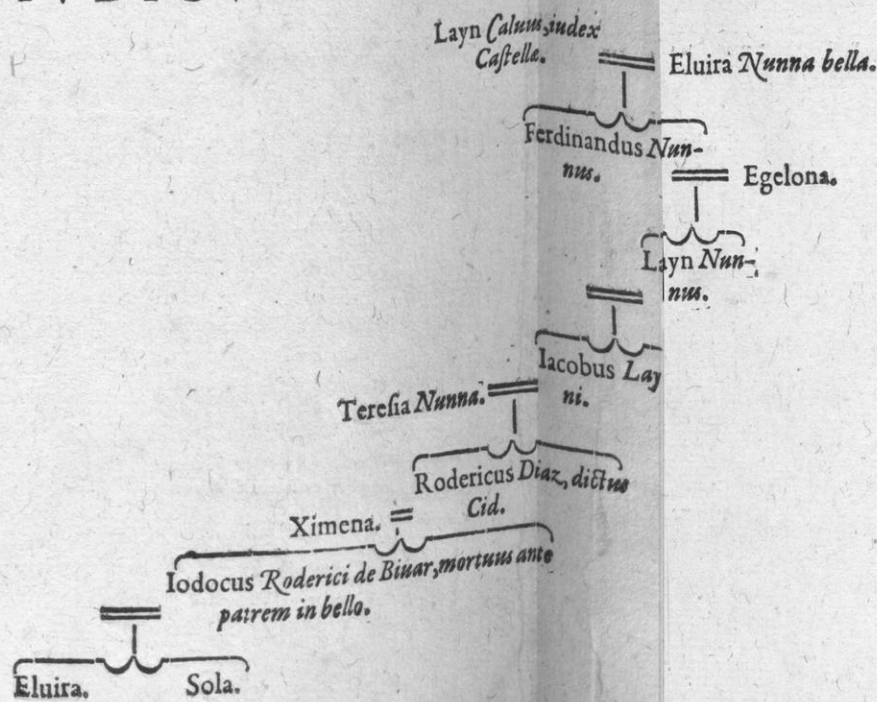 Layn Caluus, iudex
Castellæ.
Eluira Nunna bella.
Ferdinandus Nun-
nus.
Egelona.
Layn Nun-
nus.
Iacobus Lay
ni.
Teresia Nunna.
Rodericus Diaz, dictus
Cid.
Ximena.
Iodocus Roderici de Biuar, mortuus ante
patrem in bello.
Eluira. Sola.